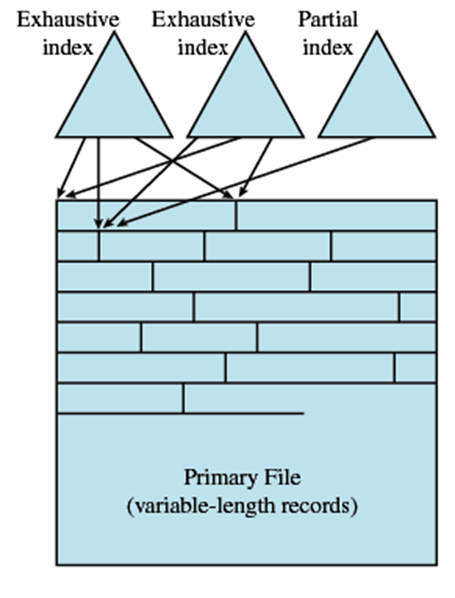 Exhaustive index
Exhaustive index
Partial index
Primary File
(variable-length records)